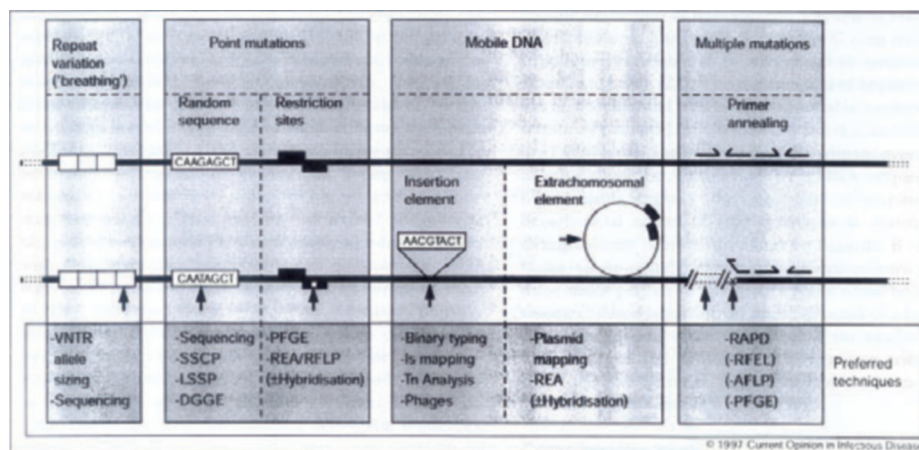 Repeat
variation
('breathing')
Point mutations
Mobile DNA
Multiple mutations
Random
sequence
Restriction
sites
Primer
annealing
CAAGAGCT
Insertion
element
Extrachomosomal
element
AACGTACT
CAATAGCT
-VNTR
allele
sizing
-Sequencing
-Sequencing
-SSCP
-LSSP
-DGGE
-PFGE
-REA/RFLP
(±Hybridisation)
-Binary typing
-Is mapping
-Tn Analysis
-Phages
-Plasmid
mapping
-REA
(±Hybridisation)
-RAPD
(-RFEL)
(-AFLP)
(-PFGE)
Preferred
techniques
© 1997 Current Opinion in Infectious Disease